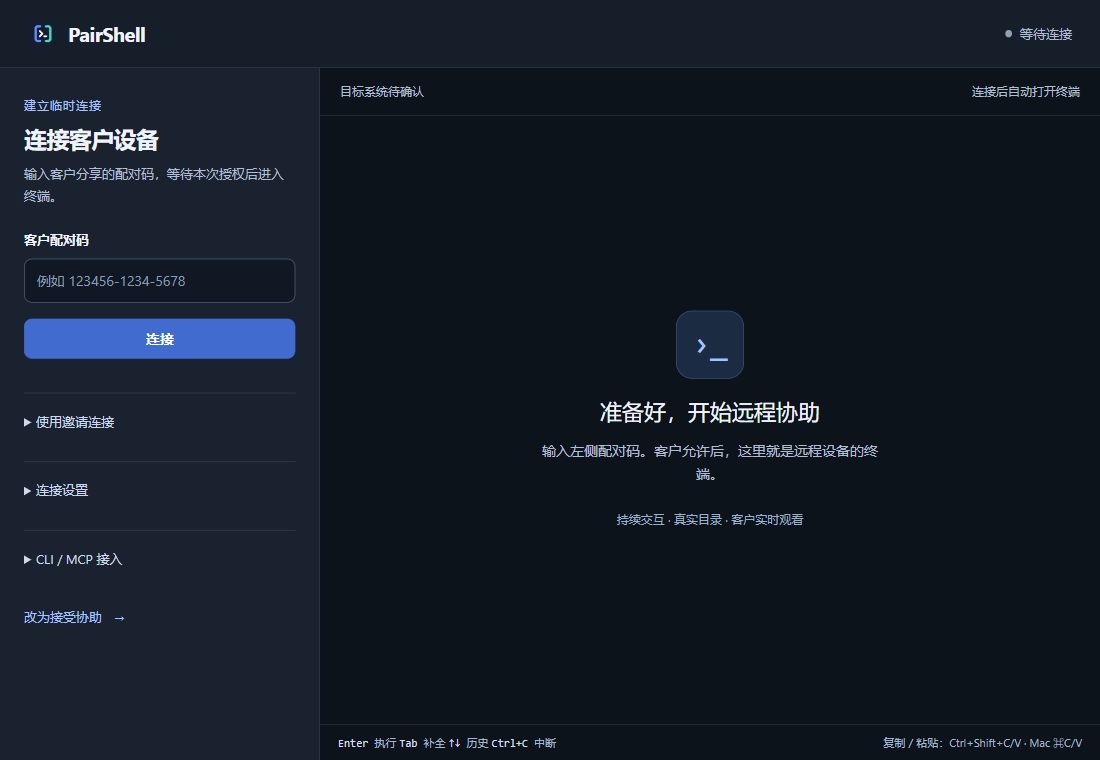 PairShell
等待连接
建立临时连接
连接客户设备
输入客户分享的配对码，等待本次授权后进入
终端。
客户配对码
例如 123456-1234-5678
连接
▶ 使用邀请连接
▶ 连接设置
▶ CLI / MCP 接入
改为接受协助 →
目标系统待确认
连接后自动打开终端
›_
准备好，开始远程协助
输入左侧配对码。客户允许后，这里就是远程设备的终
端。
持续交互 · 真实目录 · 客户实时观看
Enter 执行 Tab 补全 ↑↓ 历史 Ctrl+C 中断
复制 / 粘贴：Ctrl+Shift+C/V · Mac ⌘C/V